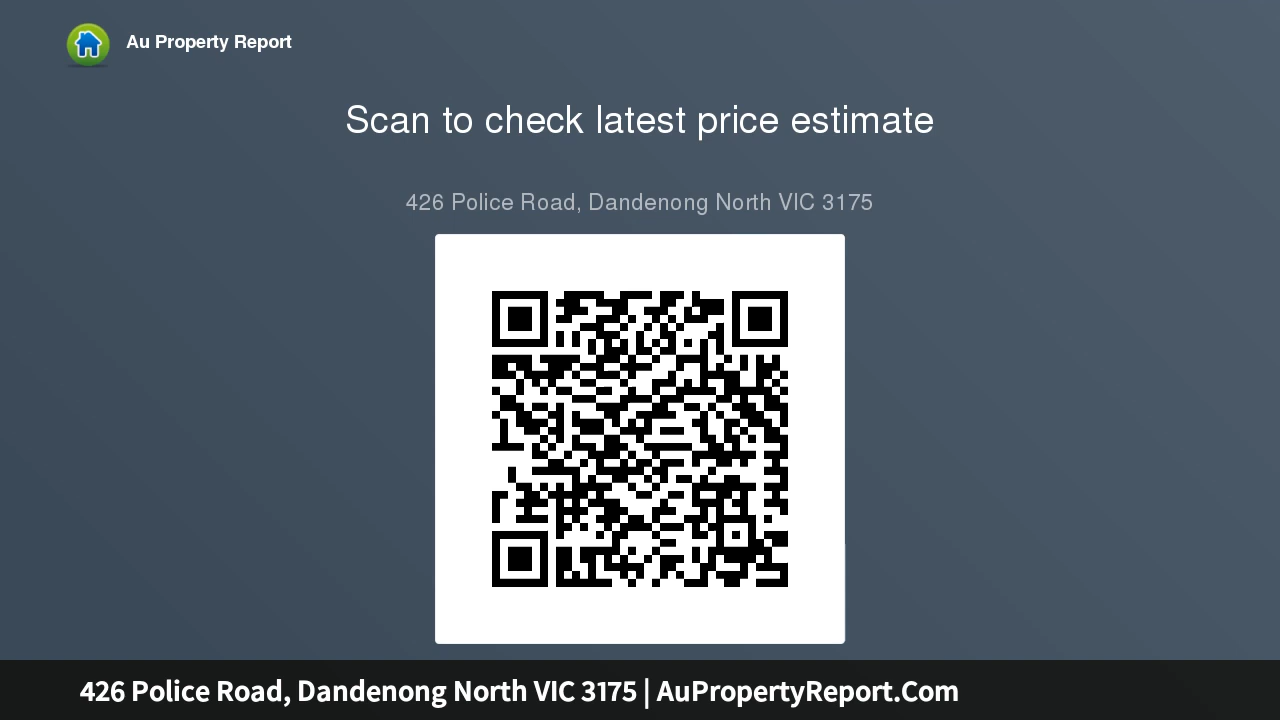 Au Property Report
Scan to check latest price estimate
426 Police Road, Dandenong North VIC 3175
426 Police Road, Dandenong North VIC 3175 | AuPropertyReport.Com